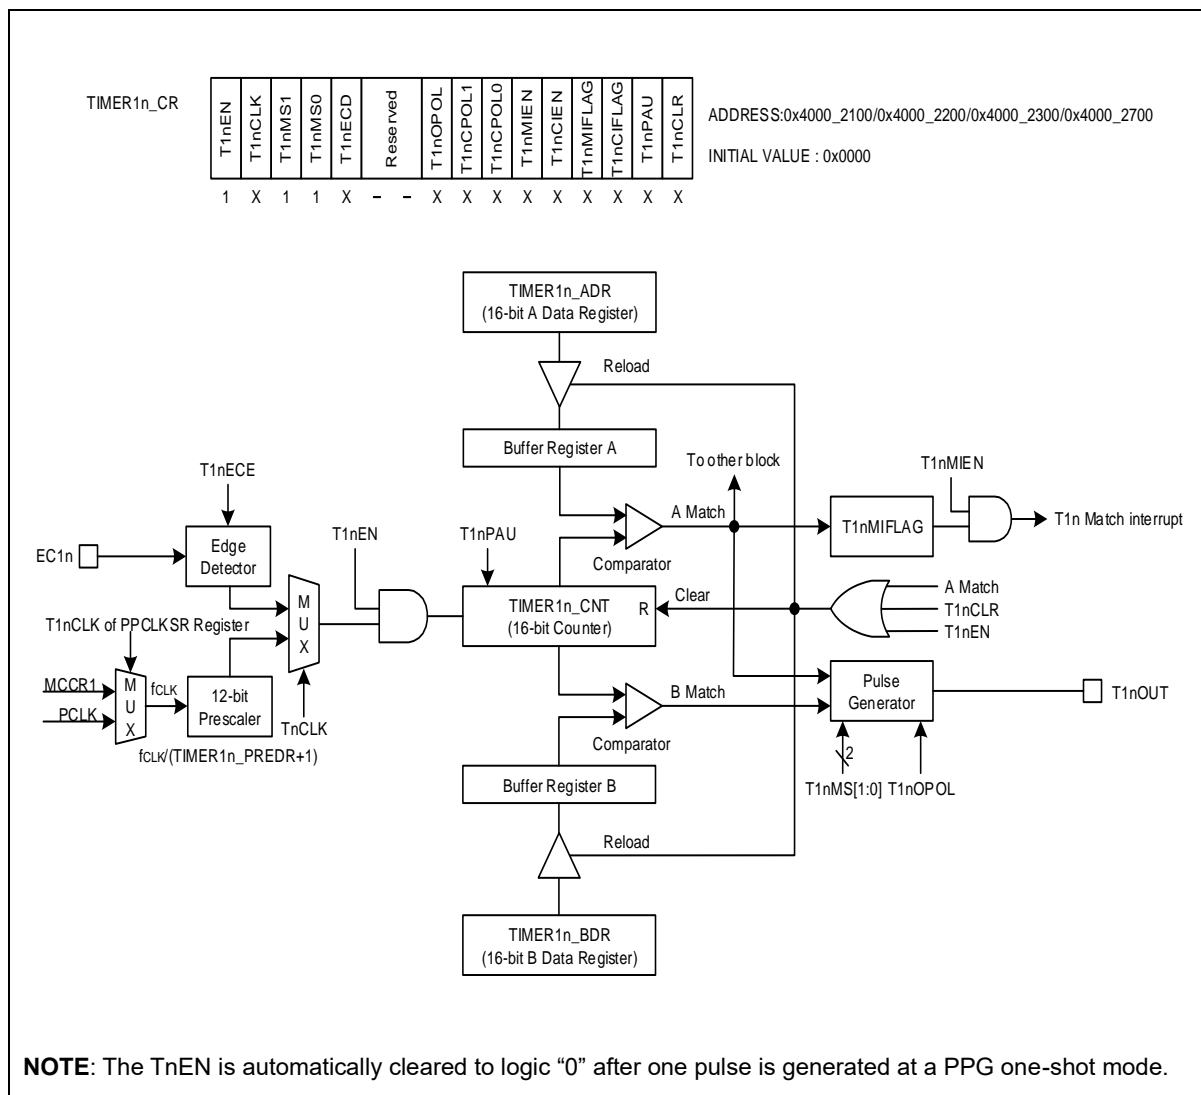 TIMER1n_CR
T1nEN
T1nCLK
T1nMS1
T1nMS0
T1nECD
Reserved
T1nOPOL
T1nCPOL1
T1nCPOL0
T1nMIEN
T1nCIEN
T1nMIFLAG
T1nCIFLAG
T1nPAU
T1nCLR
1 X 1 1 X – – X X X X X X X X X
ADDRESS:0x4000_2100/0x4000_2200/0x4000_2300/0x4000_2700
INITIAL VALUE : 0x0000
TIMER1n_ADR
(16-bit A Data Register)
Reload
Buffer Register A
To other block
T1nMIEN
T1nECE
A Match
T1nMIFLAG
T1n Match interrupt
EC1n
Edge
Detector
T1nEN
T1nPAU
Comparator
MUX
TIMER1n_CNT
(16-bit Counter)
R
Clear
A Match
T1nCLR
T1nEN
T1nCLK of PPCLKSR Register
MCCR1
PCLK
MUX
fCLK
12-bit
Prescaler
TnCLK
fCLK/(TIMER1n_PREDR+1)
B Match
Comparator
Pulse
Generator
T1nOUT
2
T1nMS[1:0]
T1nOPOL
Buffer Register B
Reload
TIMER1n_BDR
(16-bit B Data Register)
NOTE: The TnEN is automatically cleared to logic “0” after one pulse is generated at a PPG one-shot mode.